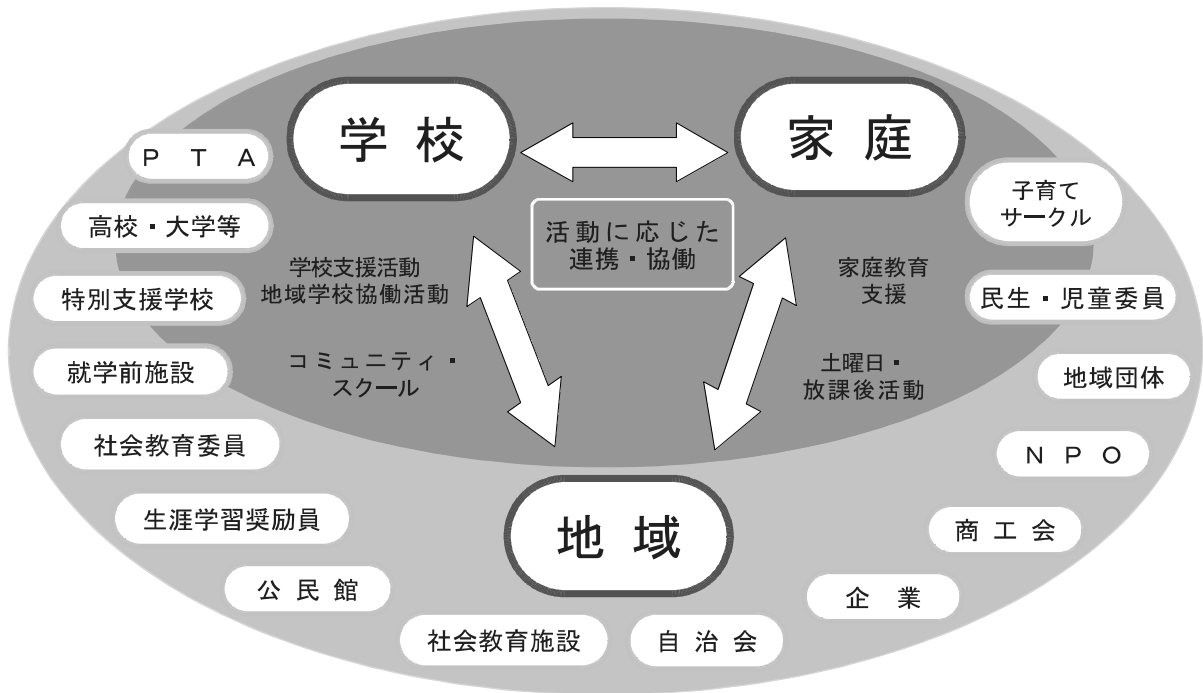 学校
家庭
PTA
子育て
サークル
高校・大学等
活動に応じた
連携・協働
学校支援活動
地域学校協働活動
家庭教育
支援
特別支援学校
民生・児童委員
コミュニティ・
スクール
土曜日・
放課後活動
就学前施設
地域団体
社会教育委員
NPO
生涯学習奨励員
地域
商工会
公民館
企業
社会教育施設
自治会